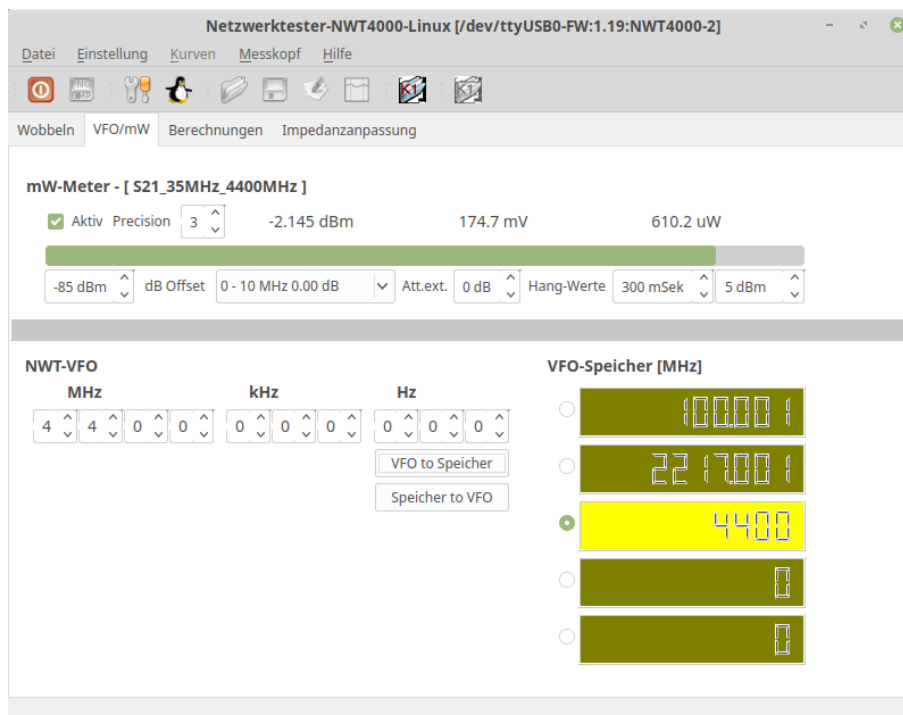 Netzwerktester-NWT4000-Linux [/dev/ttyUSB0-FW:1.19:NWT4000-2]
Datei Einstellung Kurven Messkopf Hilfe
Wobbeln VFO/mW Berechnungen Impedanzanpassung
mW-Meter - [ S21_35MHz_4400MHz ]
Aktiv Precision 3 -2.145 dBm 174.7 mV 610.2 uW
-85 dBm dB Offset 0 - 10 MHz 0.00 dB Att.ext. 0 dB Hang-Werte 300 mSek 5 dBm
NWT-VFO
MHz kHz Hz
4 4 0 0 0 0 0 0 0 0
VFO to Speicher
Speicher to VFO
VFO-Speicher [MHz]
100.001
2217.001
4400
0
0